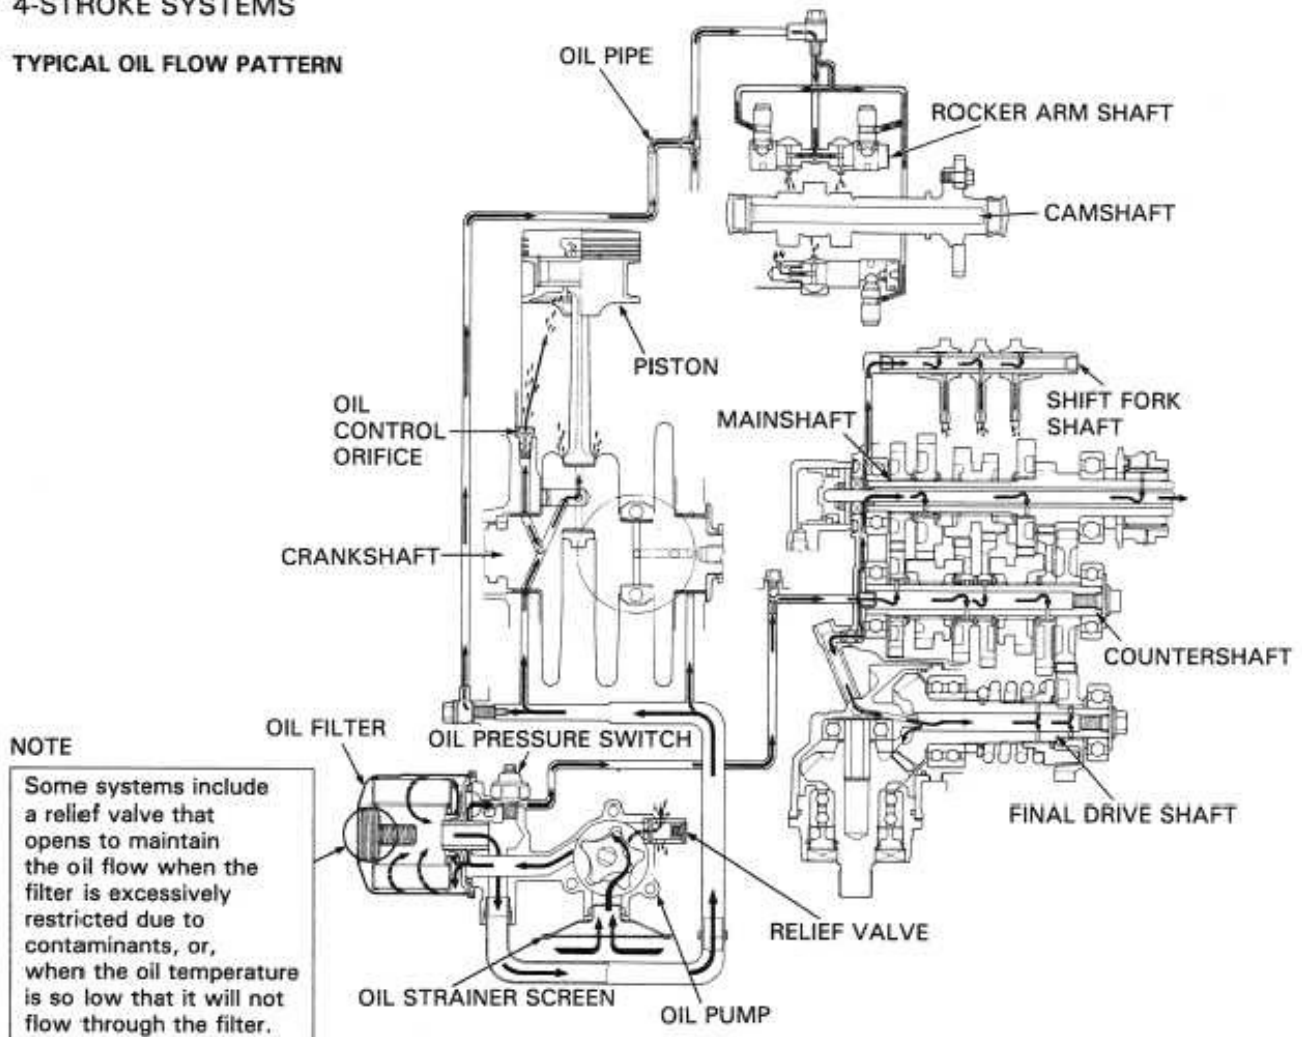 4-STROKE SYSTEMS
TYPICAL OIL FLOW PATTERN
OIL PIPE
ROCKER ARM SHAFT
CAMSHAFT
PISTON
OIL
CONTROL
ORIFICE
MAINSHAFT
SHIFT FORK
SHAFT
CRANKSHAFT
COUNTERSHAFT
OIL FILTER
OIL PRESSURE SWITCH
FINAL DRIVE SHAFT
RELIEF VALVE
OIL STRAINER SCREEN
OIL PUMP
NOTE
Some systems include
a relief valve that
opens to maintain
the oil flow when the
filter is excessively
restricted due to
contaminants, or,
when the oil temperature
is so low that it will not
flow through the filter.